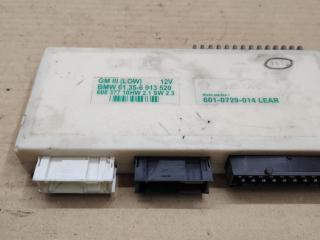 GM III (LOW) 12V
BMW 61.35-6 913 520
608 377 10HW 2.1 SW 2.3
601-0729-014 LEAR